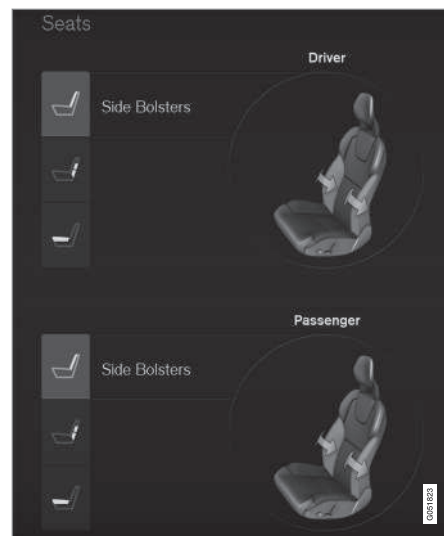 Seats
Driver
Side Bolsters
Passenger
Side Bolsters
G051823